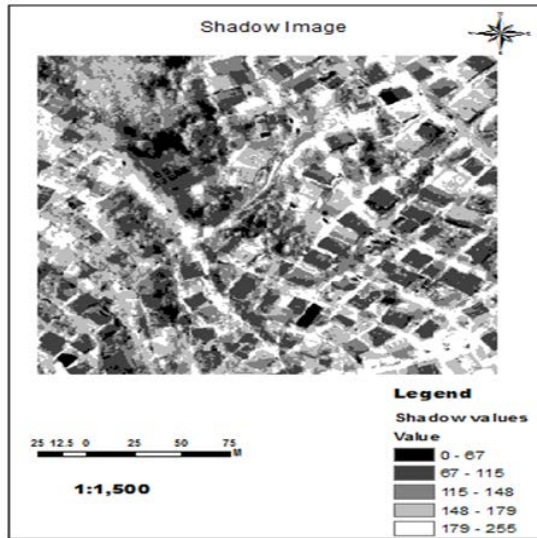 Shadow Image
Legend
Shadow values
Value
0 - 67
67 - 115
115 - 148
148 - 179
179 - 255
25 12.5 0 25 50 75
M
1:1,500